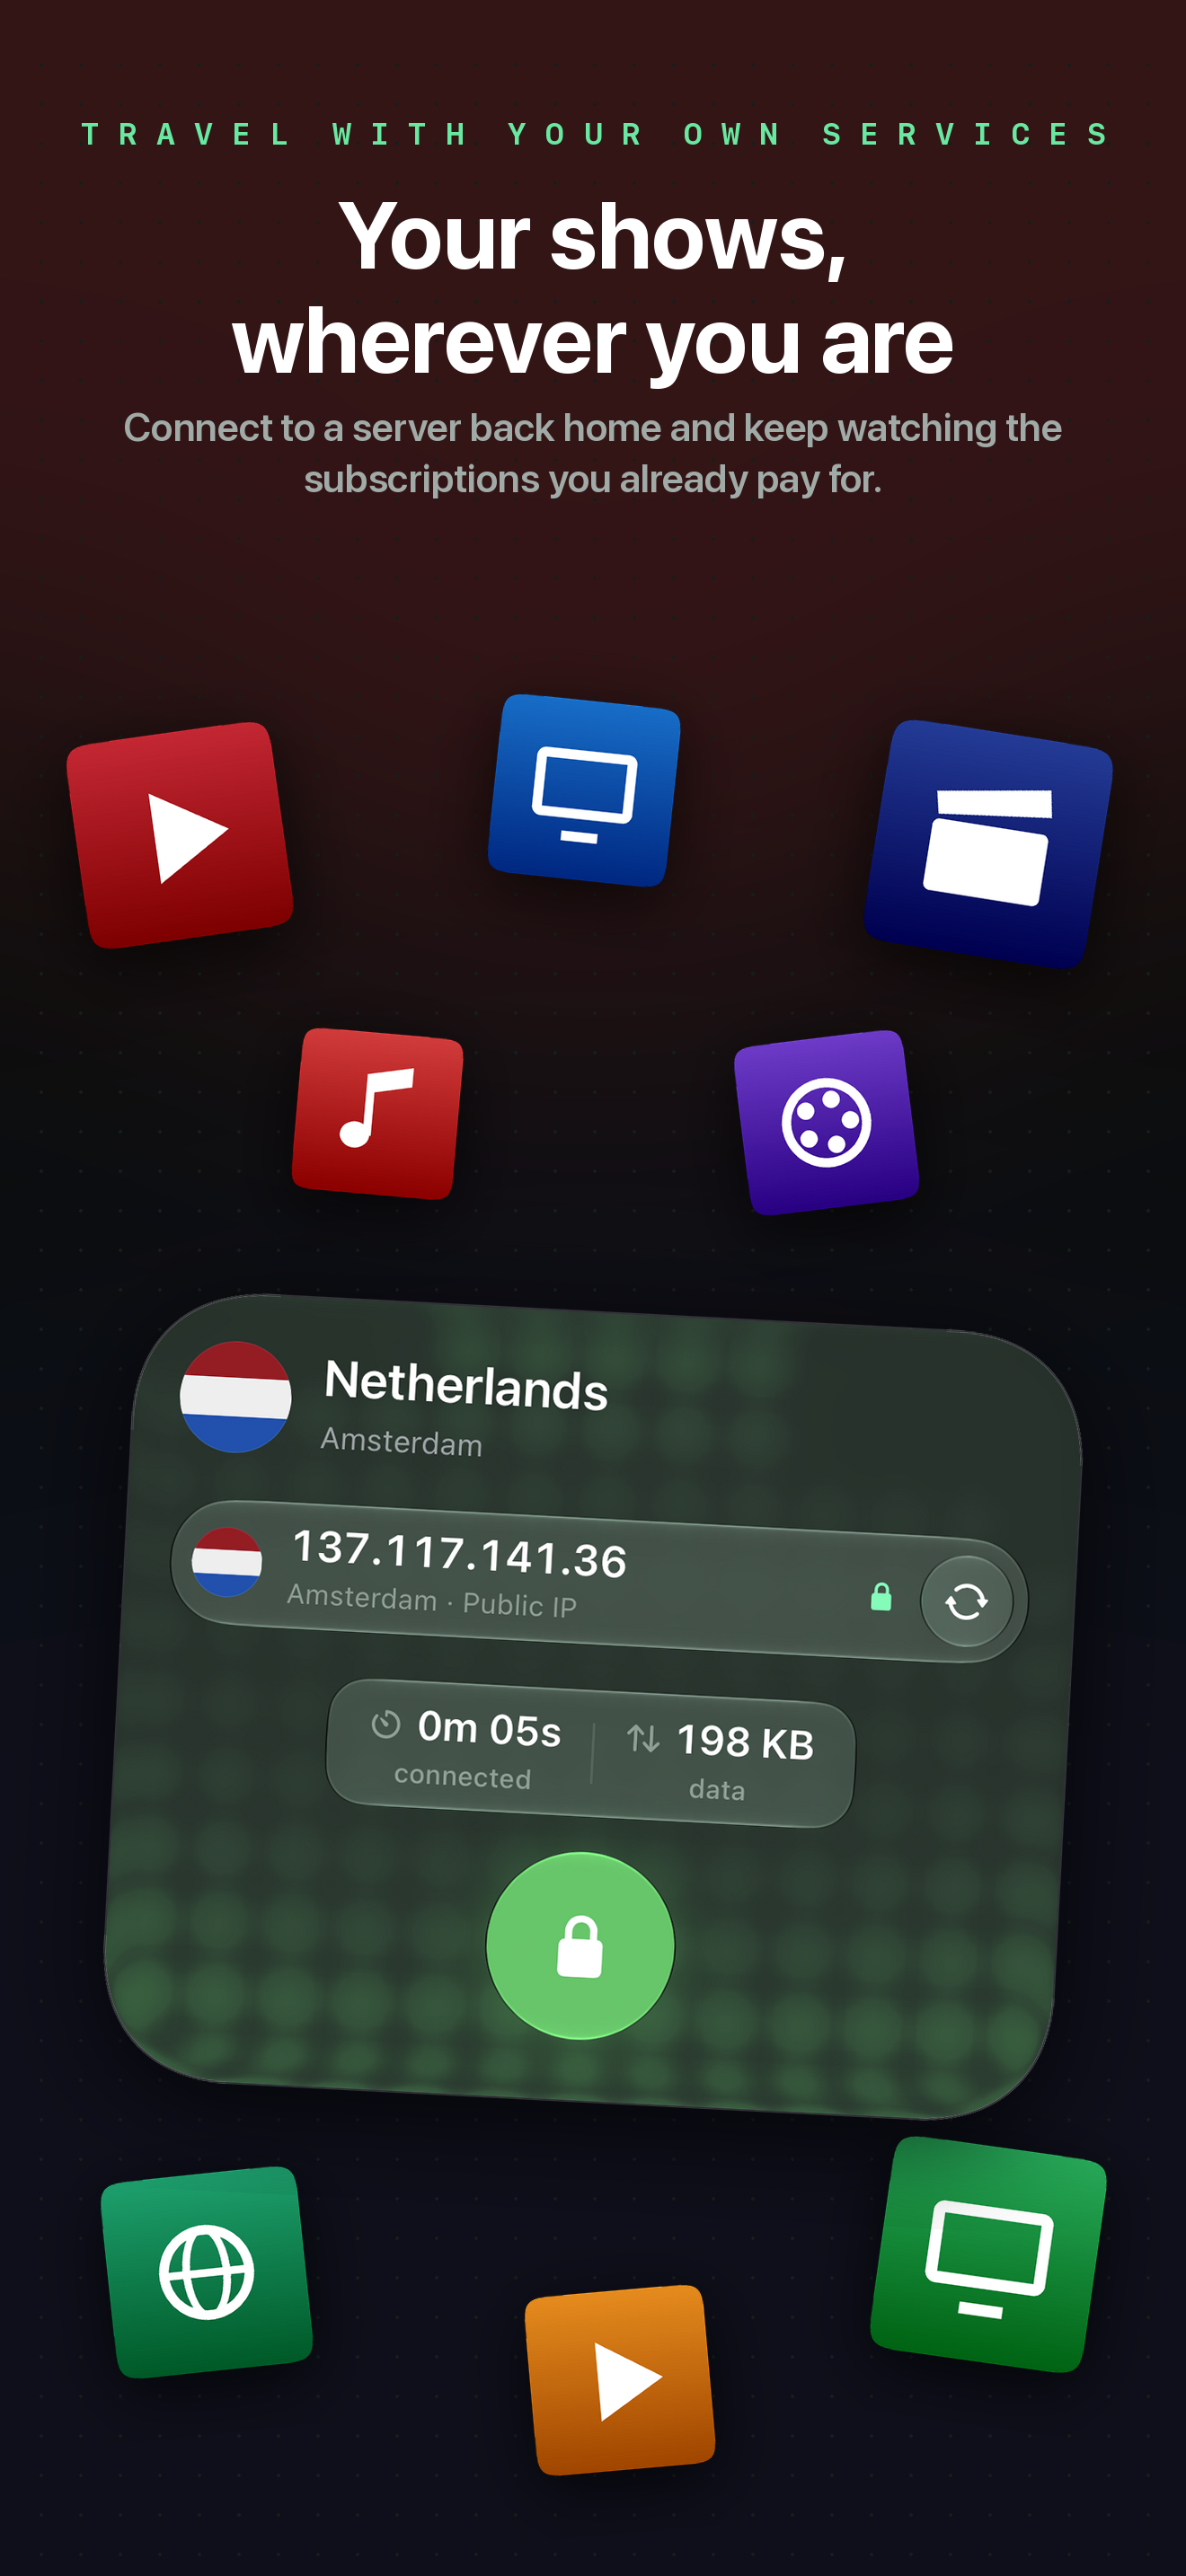 TRAVEL WITH YOUR OWN SERVICES
Your shows,
wherever you are
Connect to a server back home and keep watching the
subscriptions you already pay for.
Netherlands
Amsterdam
137.117.141.36
Amsterdam · Public IP
0m 05s
connected
198 KB
data